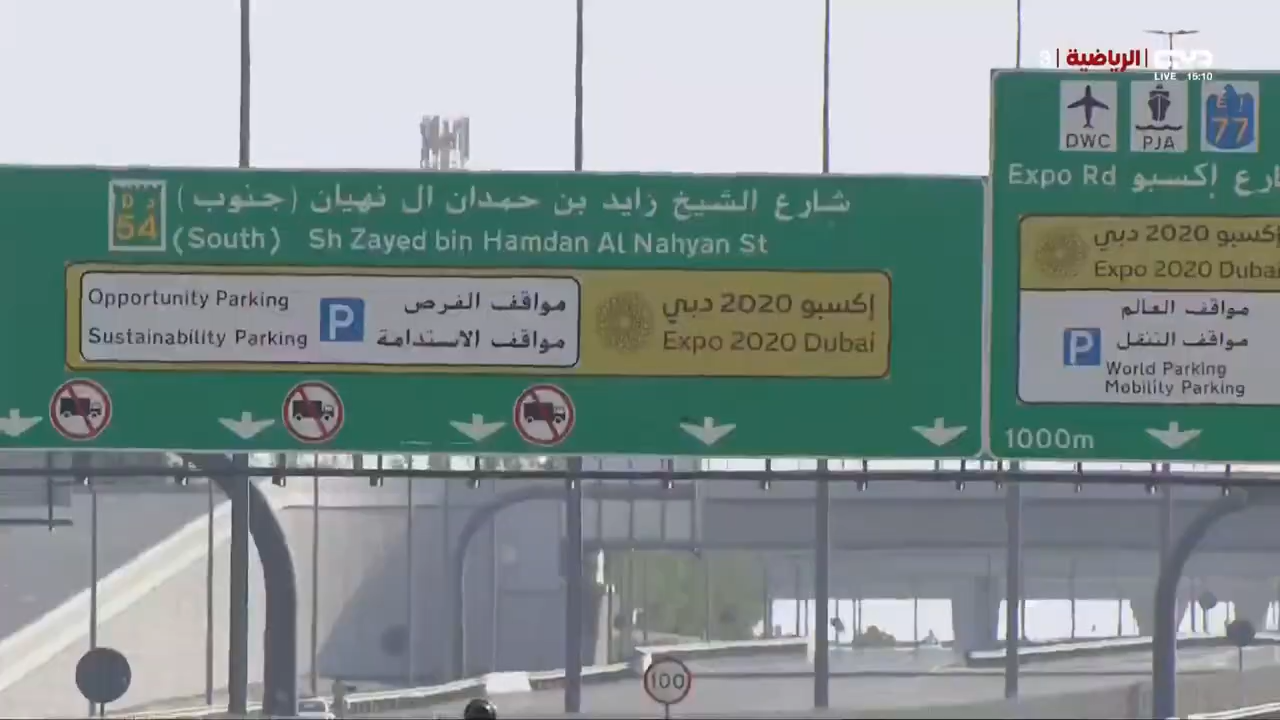 3 | الرياضية | دبي
LIVE 15:10
D د
54
شارع الشيخ زايد بن حمدان ال نهيان (جنوب)
(South) Sh Zayed bin Hamdan Al Nahyan St
Opportunity Parking
Sustainability Parking
P
مواقف الفرص
مواقف الاستدامة
إكسبو 2020 دبي
Expo 2020 Dubai
DWC
PJA
E إ
77
Expo Rd
إكسبو
إكسبو 2020 دبي
Expo 2020 Dubai
مواقف العالم
مواقف التنقل
P
World Parking
Mobility Parking
1000m
100